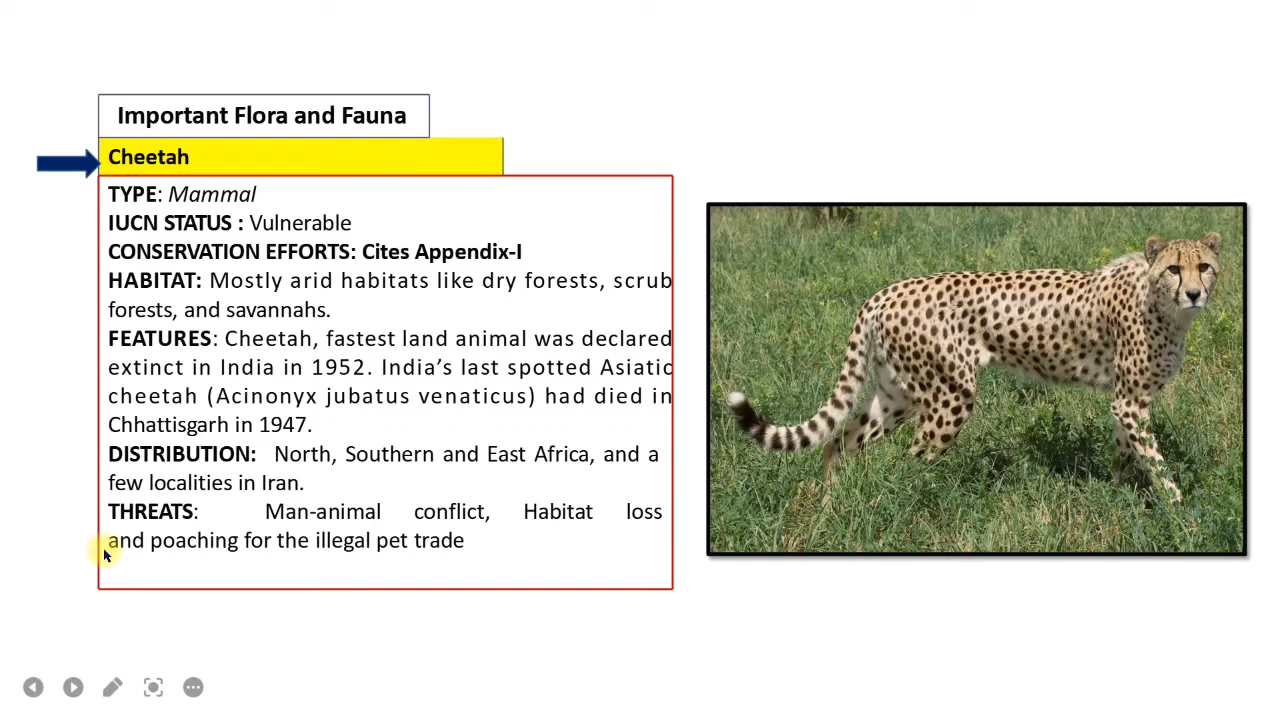 Important Flora and Fauna
Cheetah
TYPE: Mammal
IUCN STATUS : Vulnerable
CONSERVATION EFFORTS: Cites Appendix-I
HABITAT: Mostly arid habitats like dry forests, scrub
forests, and savannahs.
FEATURES: Cheetah, fastest land animal was declared
extinct in India in 1952. India’s last spotted Asiatic
cheetah (Acinonyx jubatus venaticus) had died in
Chhattisgarh in 1947.
DISTRIBUTION: North, Southern and East Africa, and a
few localities in Iran.
THREATS: Man-animal conflict, Habitat loss
and poaching for the illegal pet trade